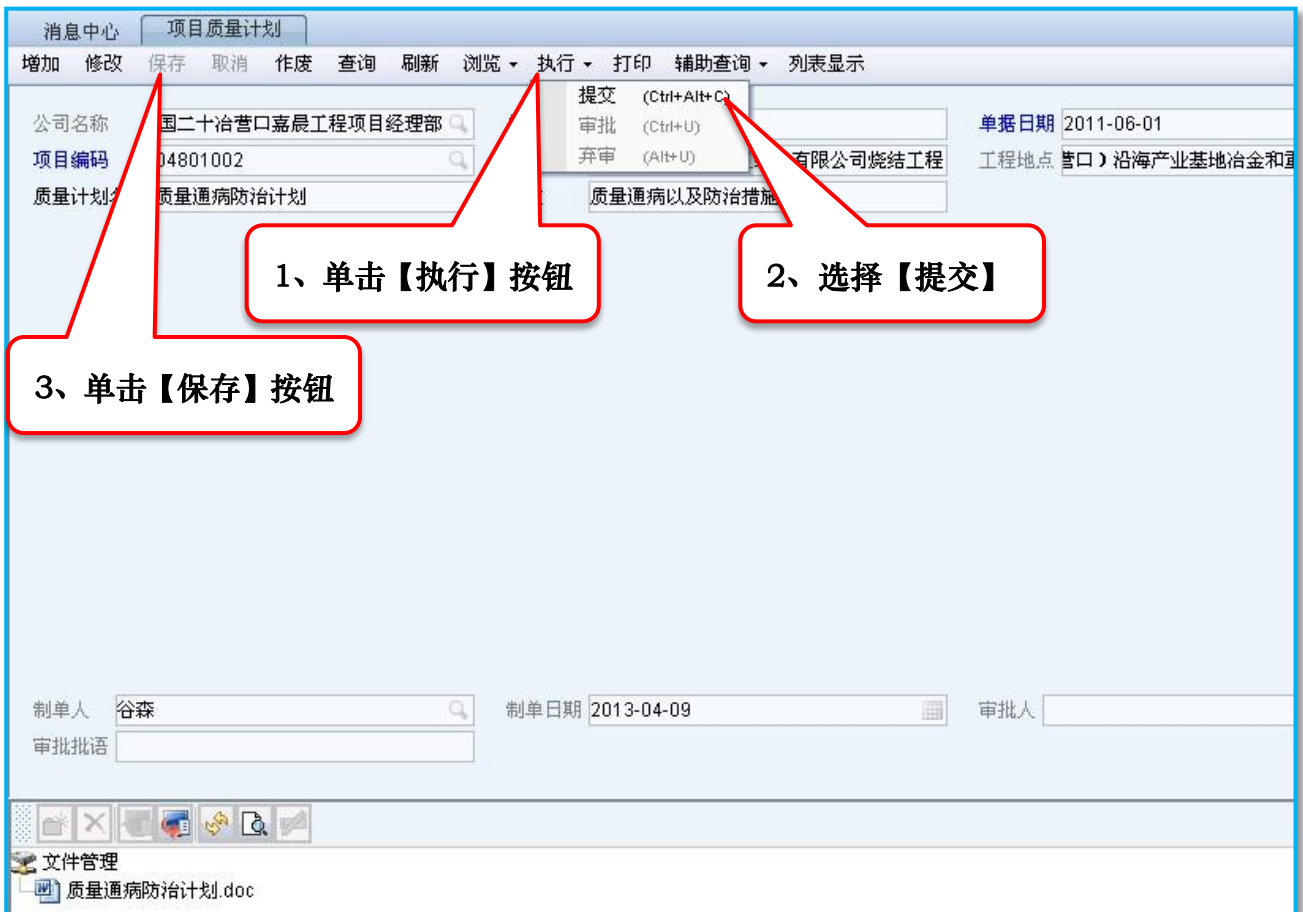 消息中心 项目质量计划
增加 修改 保存 取消 作废 查询 刷新 浏览 执行 打印 辅助查询 列表显示
提交 (Ctrl+Alt+C)
审批 (Ctrl+U)
弃审 (Alt+U)
公司名称 国二十冶营口嘉晨工程项目经理部 单据日期 2011-06-01
项目编码 04801002 有限公司烧结工程 工程地点 营口）沿海产业基地冶金和重
质量计划 质量通病防治计划 质量通病以及防治措施
1、单击【执行】按钮
2、选择【提交】
3、单击【保存】按钮
制单人 谷森 制单日期 2013-04-09 审批人
审批批语
文件管理
质量通病防治计划.doc